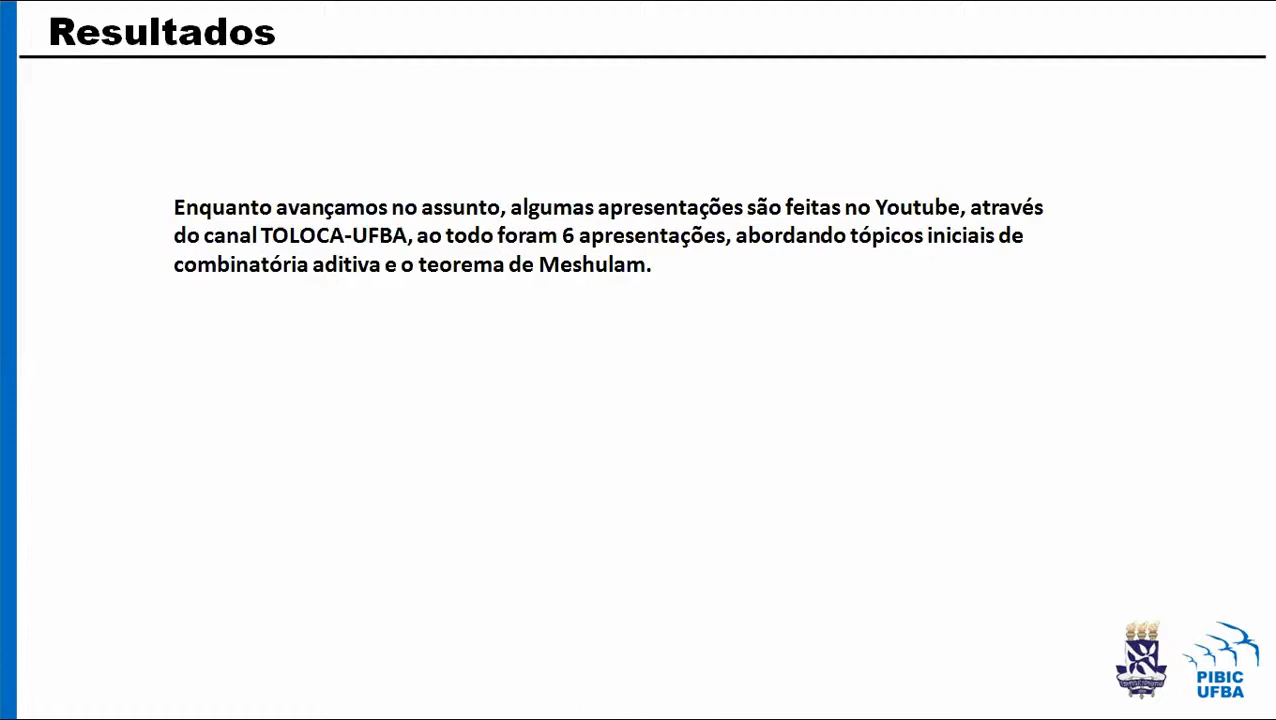 Resultados
Enquanto avançamos no assunto, algumas apresentações são feitas no Youtube, através
do canal TOLOCA-UFBA, ao todo foram 6 apresentações, abordando tópicos iniciais de
combinatória aditiva e o teorema de Meshulam.
PIBIC
UFBA